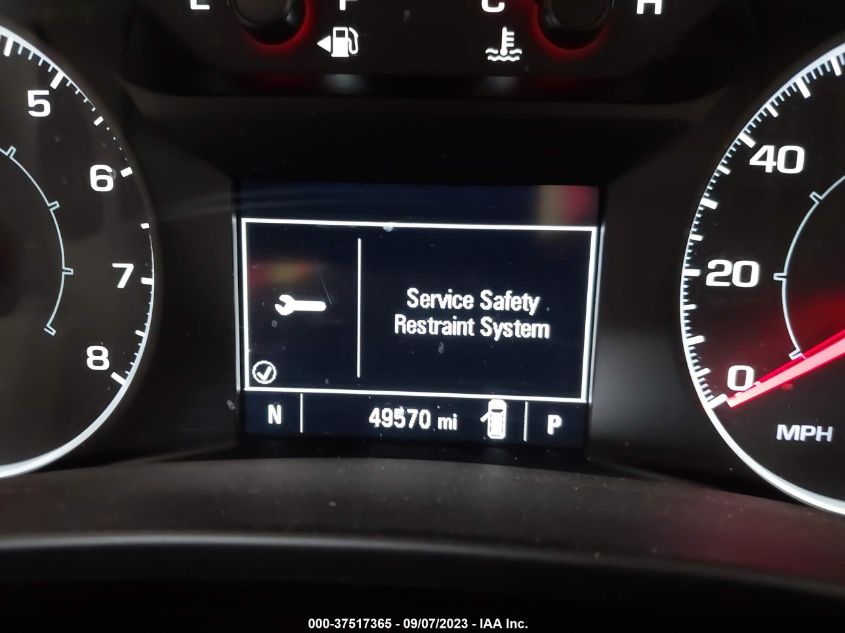 E F C H
5
6
7
8
40
20
0
MPH
Service Safety
Restraint System
N 49570 mi P
000-37517365 - 09/07/2023 - IAA Inc.